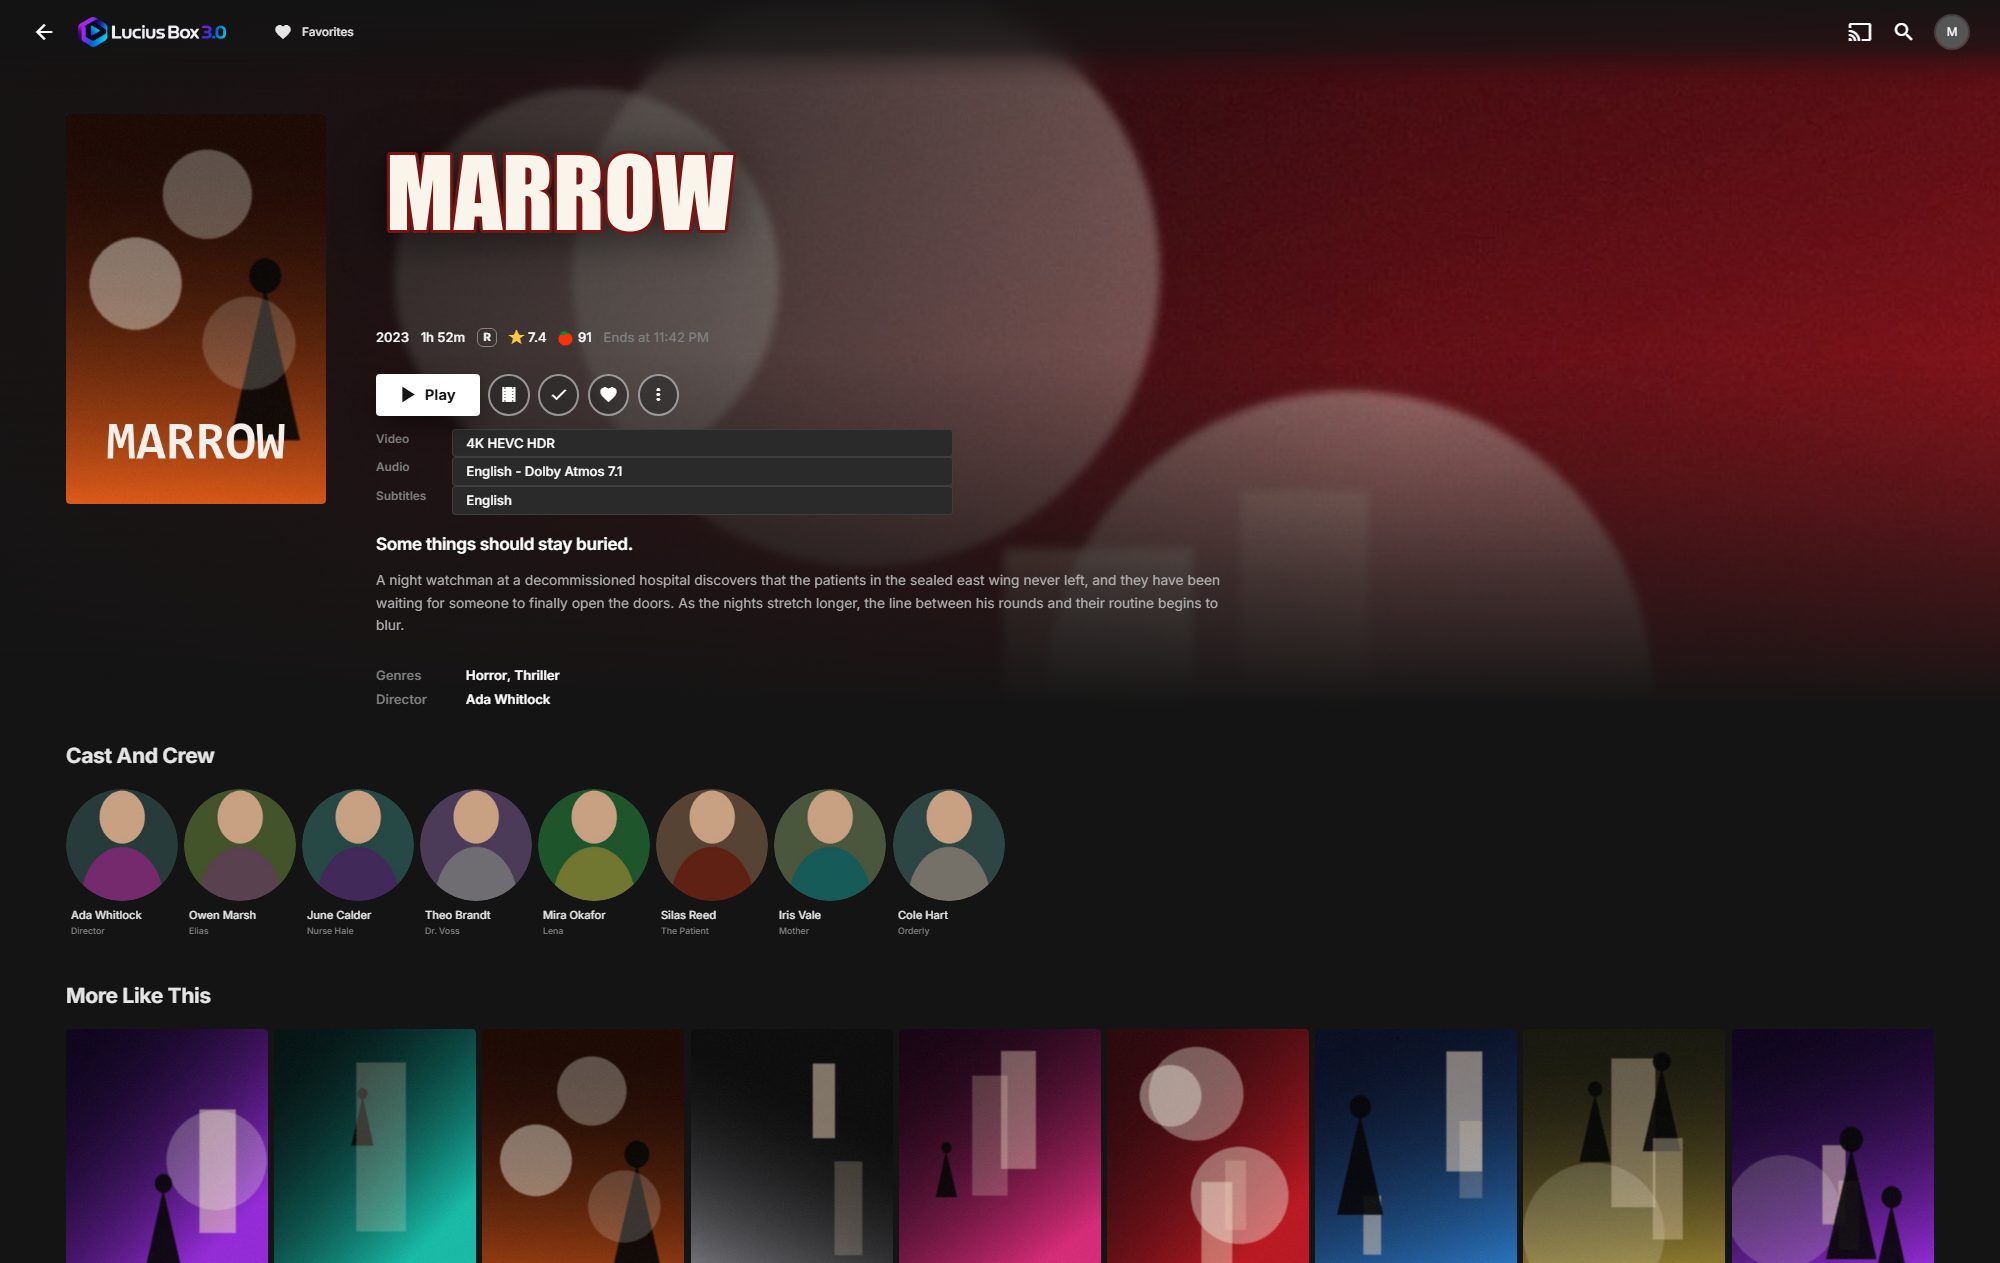 Lucius Box 3.0
Favorites
M
MARROW
MARROW
2023 1h 52m R 7.4 91 Ends at 11:42 PM
Play
Video 4K HEVC HDR
Audio English - Dolby Atmos 7.1
Subtitles English
Some things should stay buried.
A night watchman at a decommissioned hospital discovers that the patients in the sealed east wing never left, and they have been
waiting for someone to finally open the doors. As the nights stretch longer, the line between his rounds and their routine begins to
blur.
Genres Horror, Thriller
Director Ada Whitlock
Cast And Crew
Ada Whitlock
Director
Owen Marsh
Elias
June Calder
Nurse Hale
Theo Brandt
Dr. Voss
Mira Okafor
Lena
Silas Reed
The Patient
Iris Vale
Mother
Cole Hart
Orderly
More Like This